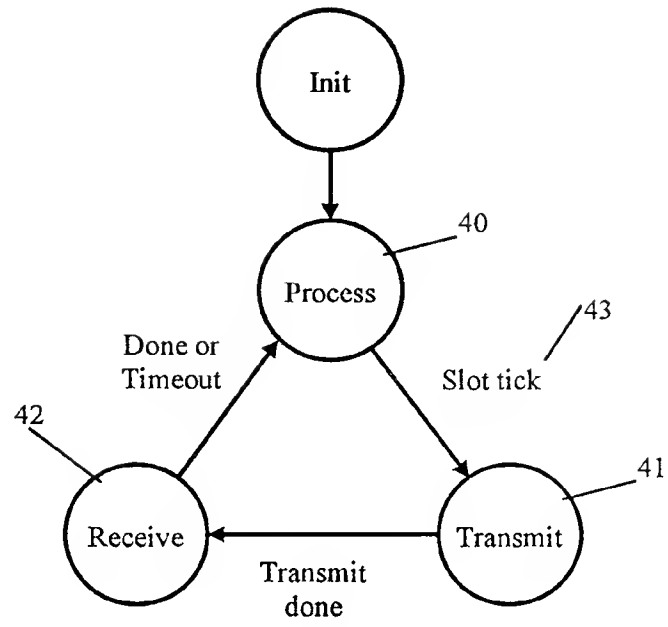 Init
40
Process
43
Done or
Timeout
Slot tick
42
41
Receive
Transmit
Transmit
done